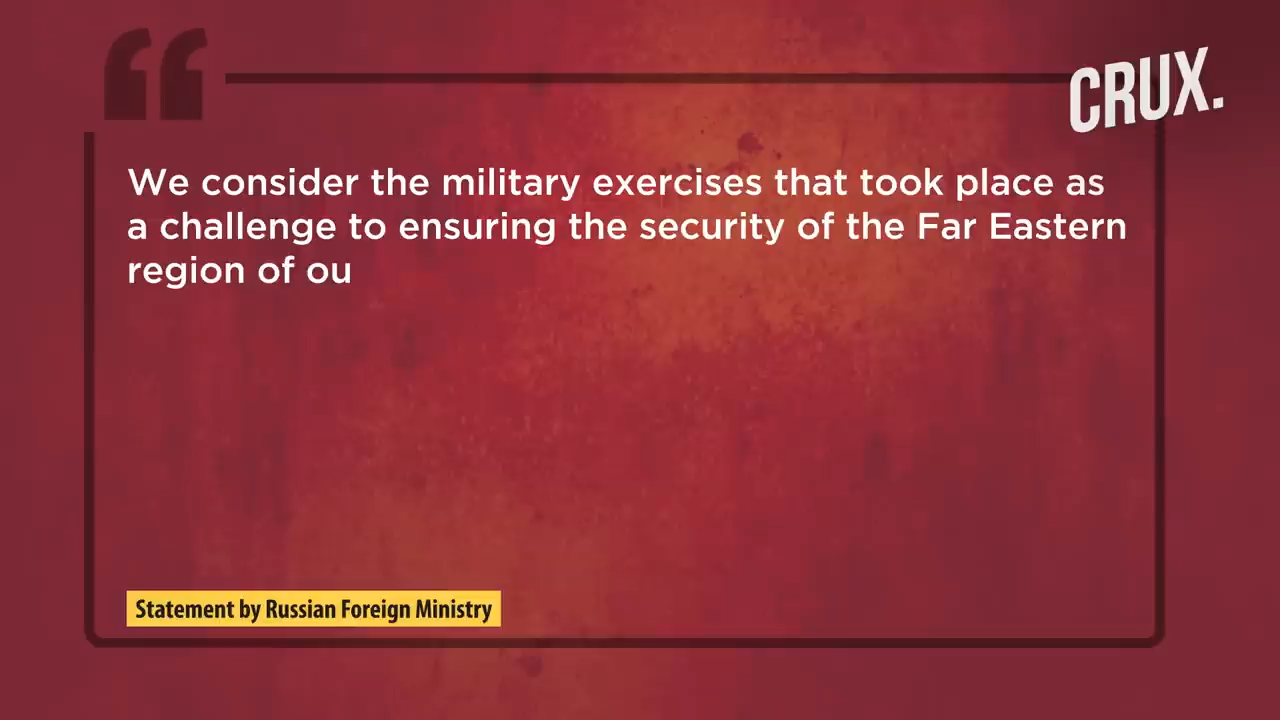 CRUX.
We consider the military exercises that took place as
a challenge to ensuring the security of the Far Eastern
region of ou
Statement by Russian Foreign Ministry